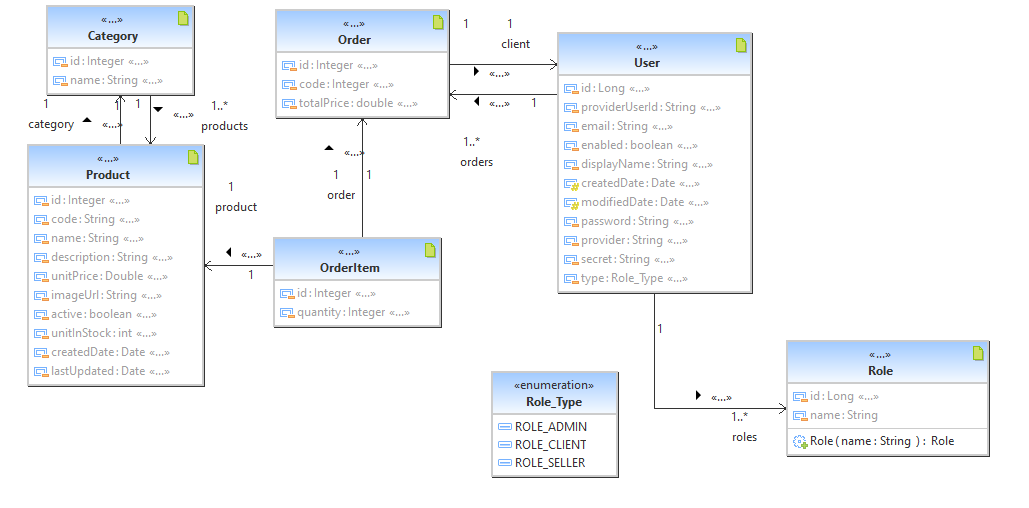 «...»
Category
id:Integer «...»
name:String «...»
1
1
1
1..*
category
«...»
«...»
products
«...»
Product
id:Integer «...»
code:String «...»
name:String «...»
description:String «...»
unitPrice:Double «...»
imageUrl:String «...»
active:boolean «...»
unitInStock:int «...»
createdDate:Date «...»
lastUpdated:Date «...»
«...»
Order
id:Integer «...»
code:Integer «...»
totalPrice:double «...»
1
1
client
«...»
«...»
1
1..*
orders
«...»
1
1
order
1
product
«...»
1
«...»
OrderItem
id:Integer «...»
quantity:Integer «...»
«...»
User
id:Long «...»
providerUserId:String «...»
email:String «...»
enabled:boolean «...»
displayName:String «...»
createdDate:Date «...»
modifiedDate:Date «...»
password:String «...»
provider:String «...»
secret:String «...»
type:Role_Type «...»
1
«...»
1..*
roles
«enumeration»
Role_Type
ROLE_ADMIN
ROLE_CLIENT
ROLE_SELLER
«...»
Role
id:Long «...»
name:String
Role(name:String ): Role